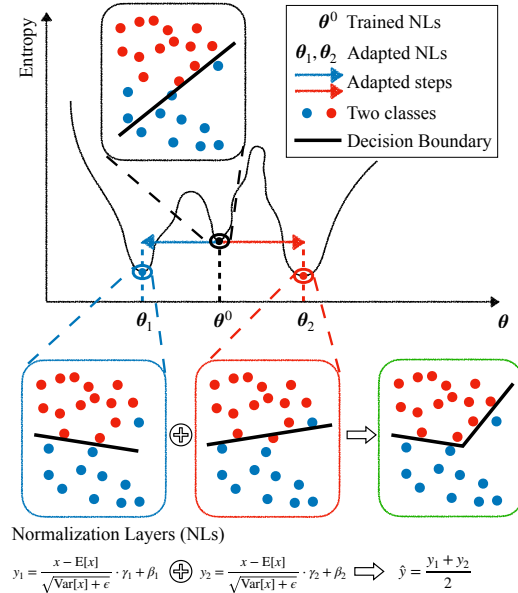 Entropy
θ⁰ Trained NLs
θ₁, θ₂ Adapted NLs
Adapted steps
Two classes
Decision Boundary
θ₁ θ⁰ θ₂ θ
Normalization Layers (NLs)
y₁ = (x − E[x]) / √(Var[x] + ϵ) · γ₁ + β₁ ⊕ y₂ = (x − E[x]) / √(Var[x] + ϵ) · γ₂ + β₂ ⇨ ŷ = (y₁ + y₂) / 2